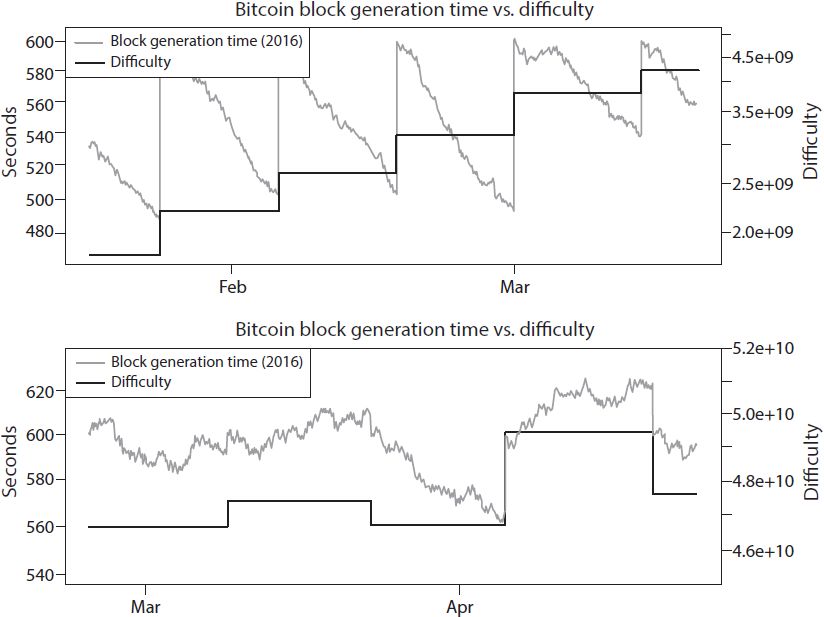 Bitcoin block generation time vs. difficulty
Block generation time (2016)
Difficulty
600
580
560
540
520
500
480
Seconds
4.5e+09
3.5e+09
2.5e+09
2.0e+09
Difficulty
Feb
Mar
Bitcoin block generation time vs. difficulty
Block generation time (2016)
Difficulty
620
600
580
560
540
Seconds
5.2e+10
5.0e+10
4.8e+10
4.6e+10
Difficulty
Mar
Apr